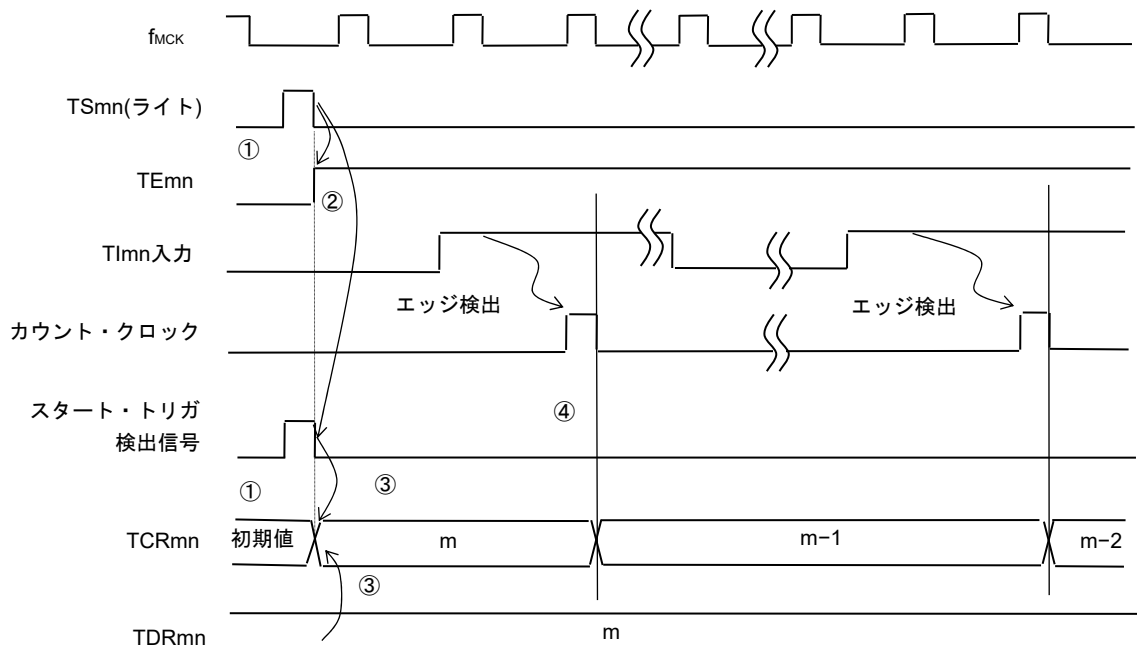 fMCK
TSmn(ライト)
①
TEmn
②
TImn入力
エッジ検出
エッジ検出
カウント・クロック
スタート・トリガ
検出信号
④
①
③
TCRmn
初期値
m
m−1
m−2
③
TDRmn
m